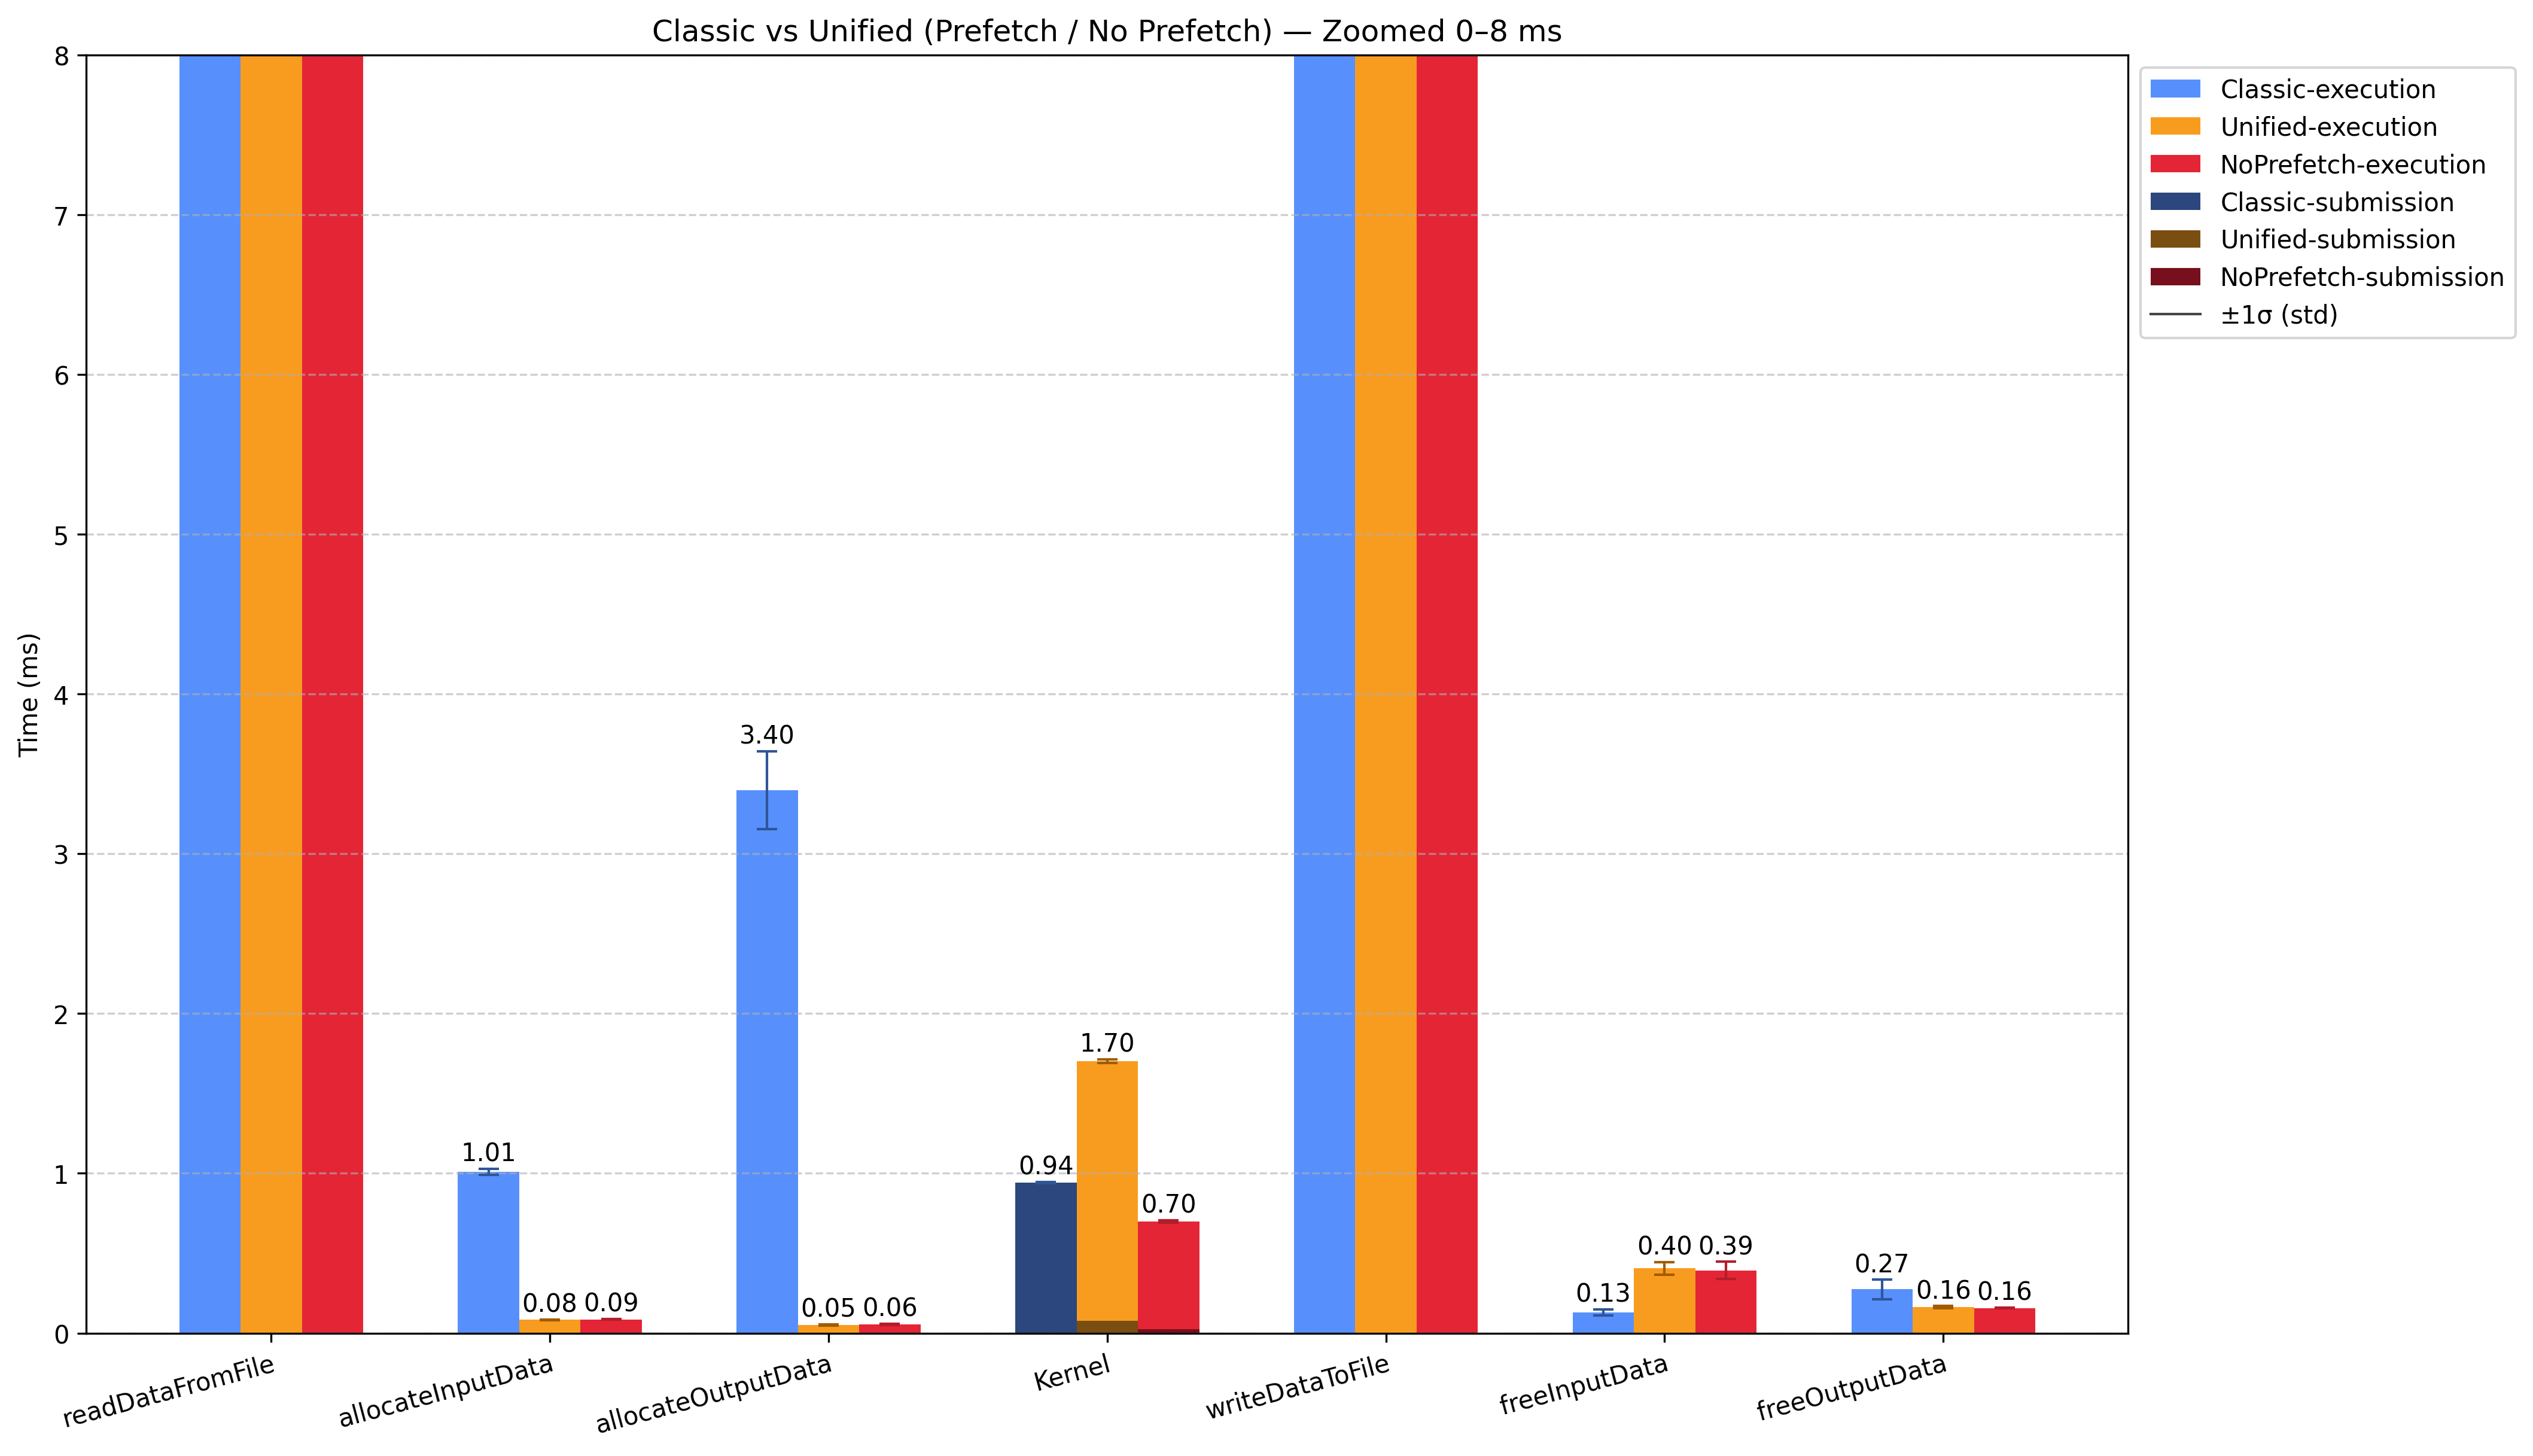 Classic vs Unified (Prefetch / No Prefetch) — Zoomed 0–8 ms
Classic-execution
Unified-execution
NoPrefetch-execution
Classic-submission
Unified-submission
NoPrefetch-submission
±1σ (std)
Time (ms)
8
7
6
5
4
3
2
1
0
1.01
0.08
0.09
3.40
0.05
0.06
0.94
1.70
0.70
0.13
0.40
0.39
0.27
0.16
0.16
readDataFromFile
allocateInputData
allocateOutputData
Kernel
writeDataToFile
freeInputData
freeOutputData